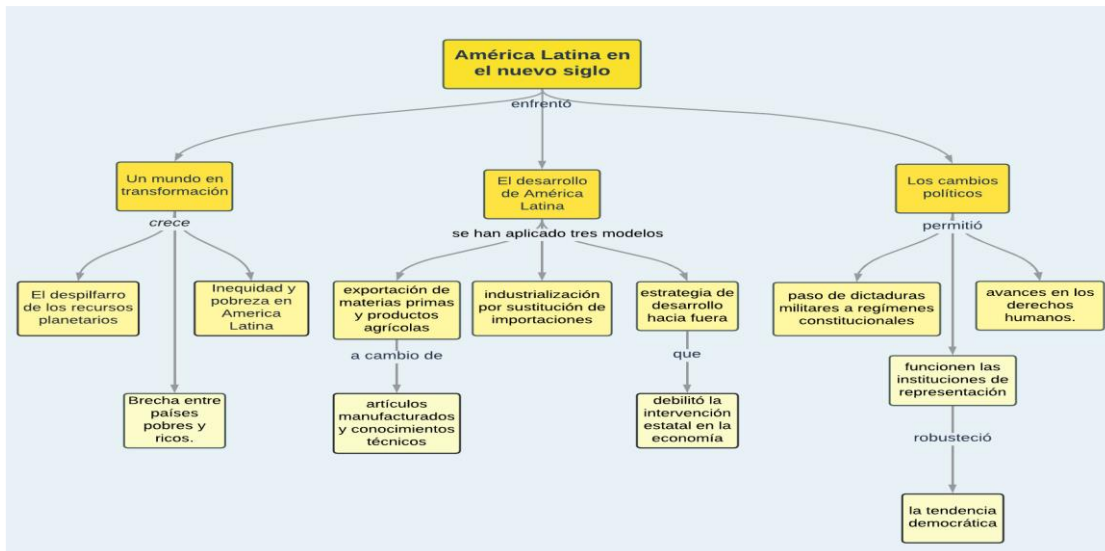 América Latina en
el nuevo siglo
enfrentó
Un mundo en
transformación
crece
El despilfarro
de los recursos
planetarios
Brecha entre
países
pobres y
ricos.
Inequidad y
pobreza en
America
Latina
El desarrollo
de América
Latina
se han aplicado tres modelos
exportación de
materias primas
y productos
agrícolas
a cambio de
artículos
manufacturados
y conocimientos
técnicos
industrialización
por sustitución de
importaciones
estrategia de
desarrollo
hacia fuera
que
debilitó la
intervención
estatal en la
economía
Los cambios
políticos
permitió
paso de dictaduras
militares a regímenes
constitucionales
funcionen las
instituciones de
representación
robusteció
la tendencia
democrática
avances en los
derechos
humanos.